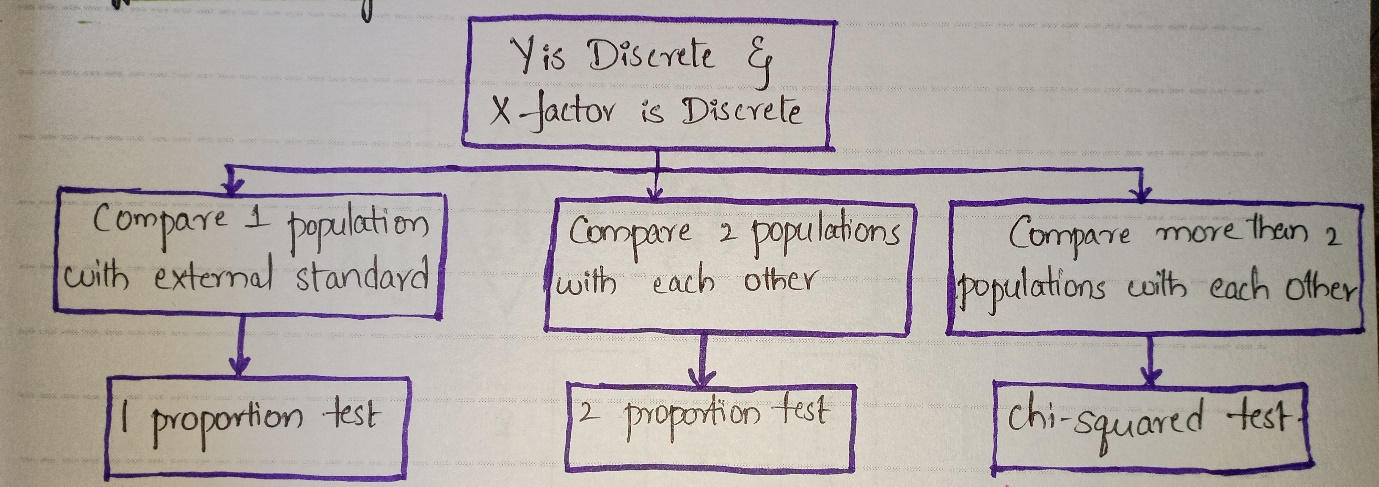 Y is Discrete &
X-factor is Discrete
Compare 1 population
with external standard
Compare 2 populations
with each other
Compare more than 2
populations with each other
1 proportion test
2 proportion test
chi-squared test.